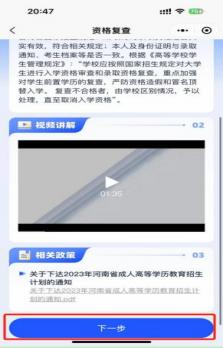 20:47
资格复查
实有效，符合相关规定；本人及身份证明与录取
通知、考生档案等是否一致。根据《高等学校学
生管理规定》："学校应按照国家招生规定对大学
生进行入学资格审查和录取资格复查，重点加强
对学生前置学历的复查，严防资格造假和冒名顶
替入学。 复查不合格者，由学校区别情况，予以
处理，直至取消入学资格"。
视频讲解
02
01:35
相关政策
03
关于下达2023年河南省成人高等学历教育招生
计划的通知
关于下达2023年河南省成人高等学历教育招生计
划的通知.pdf
下一步